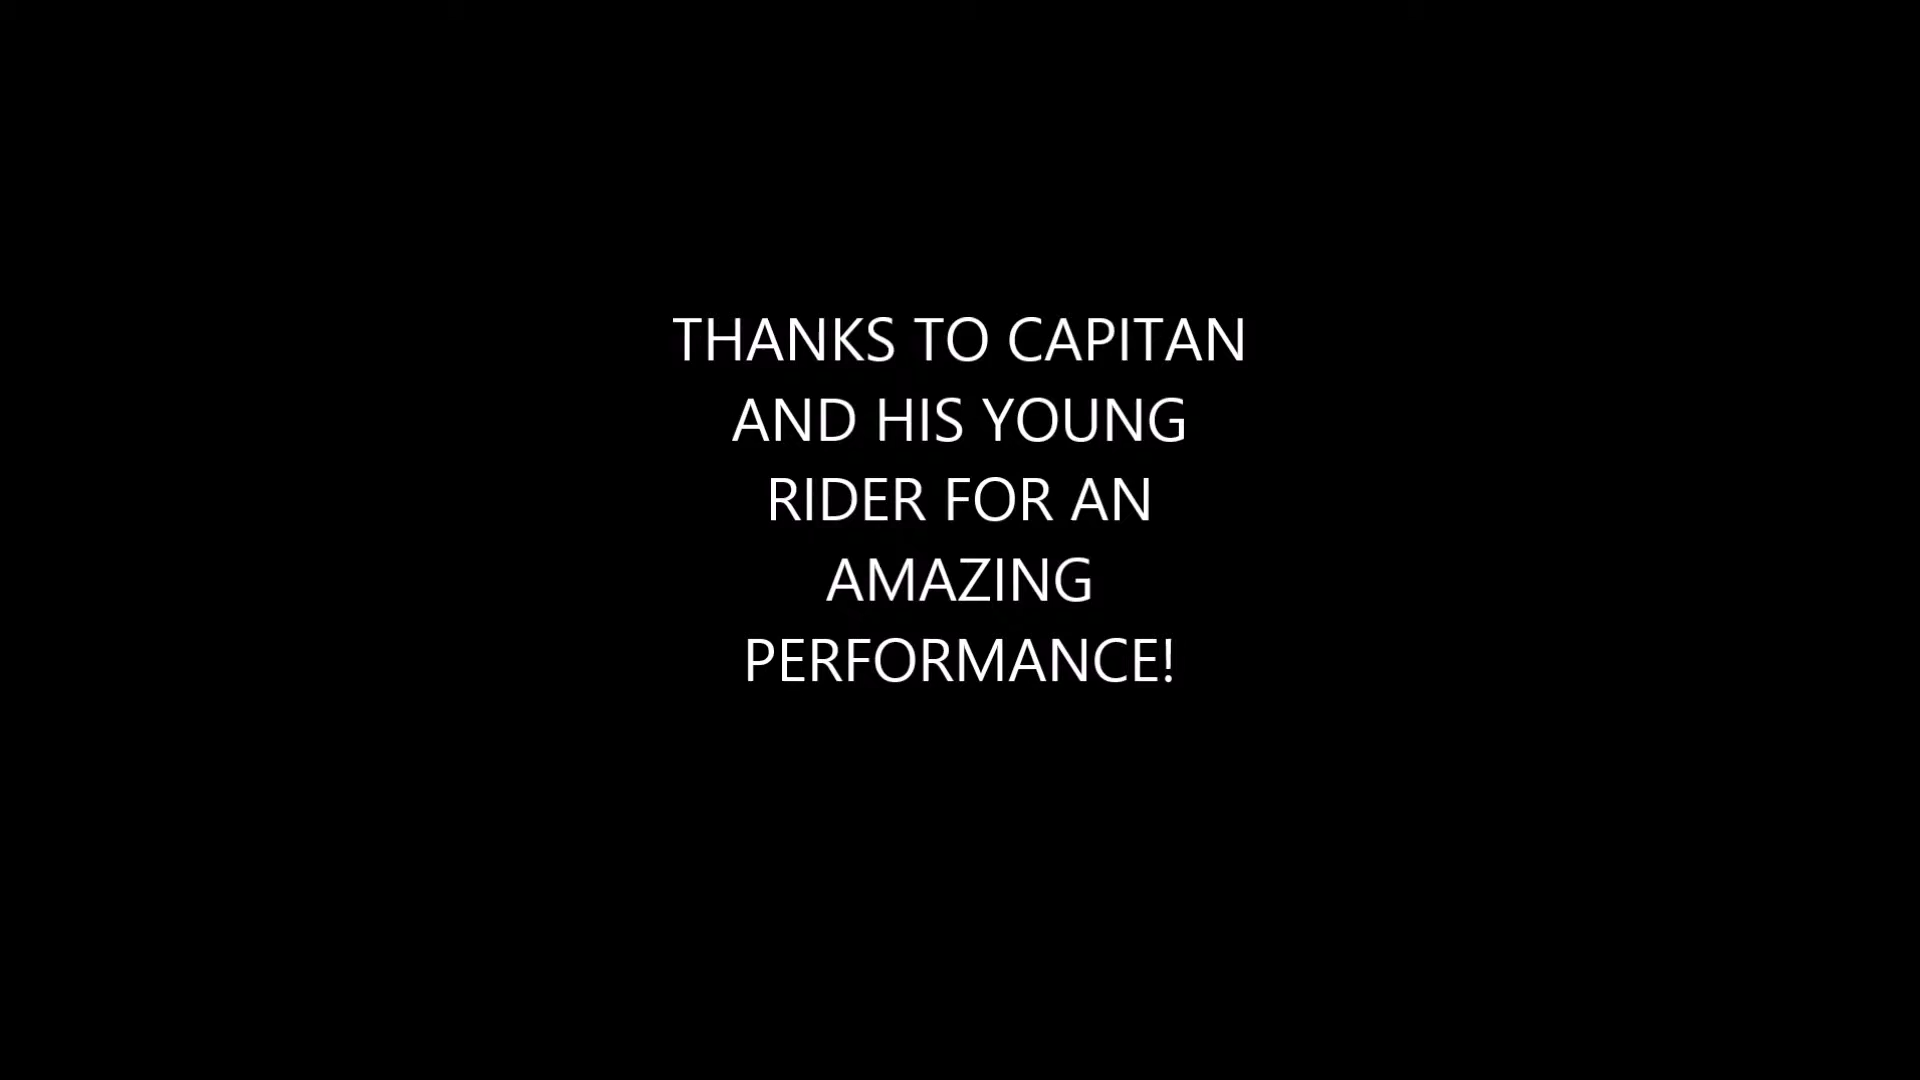 THANKS TO CAPITAN
AND HIS YOUNG
RIDER FOR AN
AMAZING
PERFORMANCE!